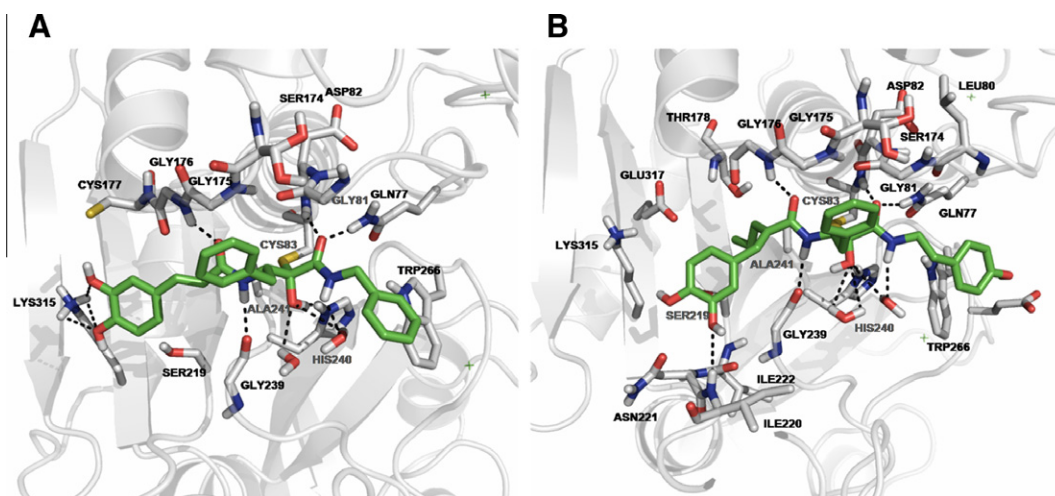 A
SER174
ASP82
GLY176
CYS177
GLY175
GLY81
GLN77
CYS83
TRP266
LYS315
ALA241
HIS240
SER219
GLY239
B
ASP82
LEU80
THR178
GLY176
GLY175
SER174
GLU317
GLY81
CYS83
GLN77
LYS315
ALA241
SER219
HIS240
GLY239
TRP266
ILE222
ASN221
ILE220